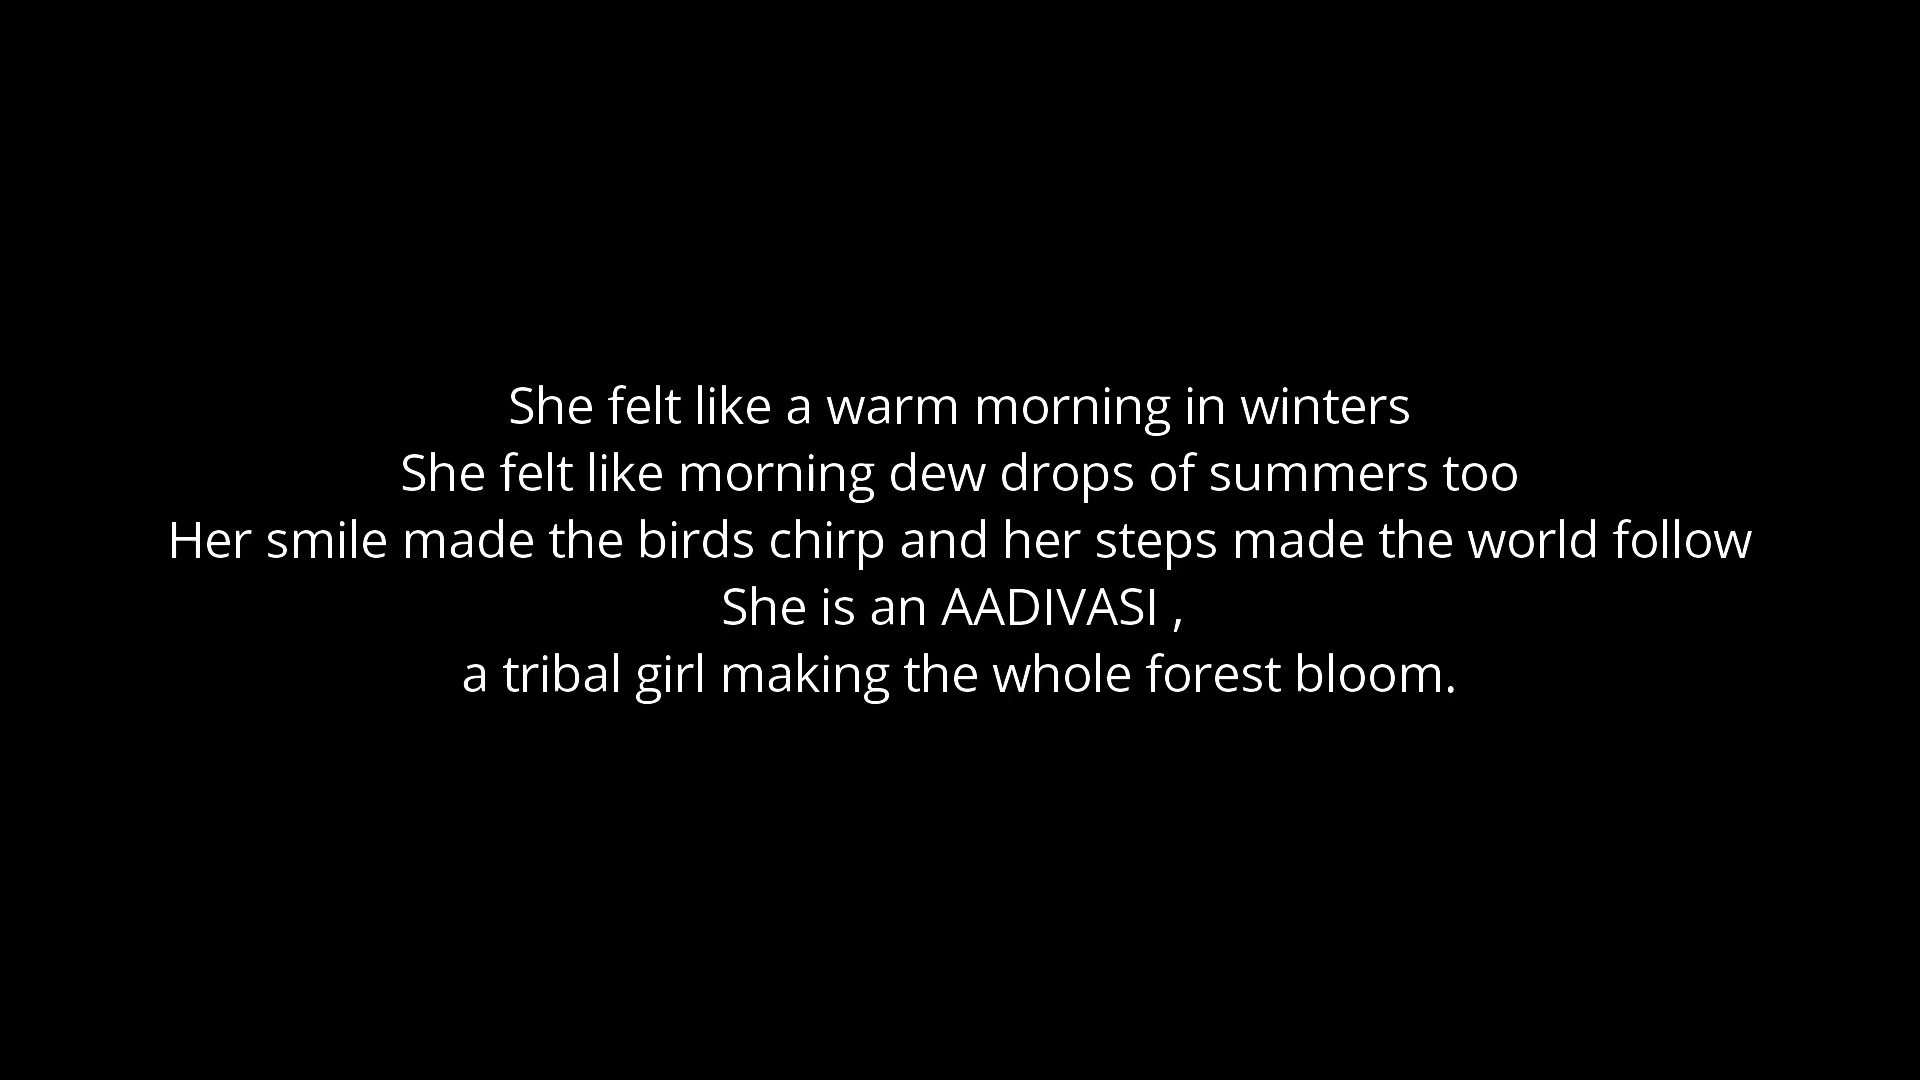 She felt like a warm morning in winters
She felt like morning dew drops of summers too
Her smile made the birds chirp and her steps made the world follow
She is an AADIVASI ,
a tribal girl making the whole forest bloom.